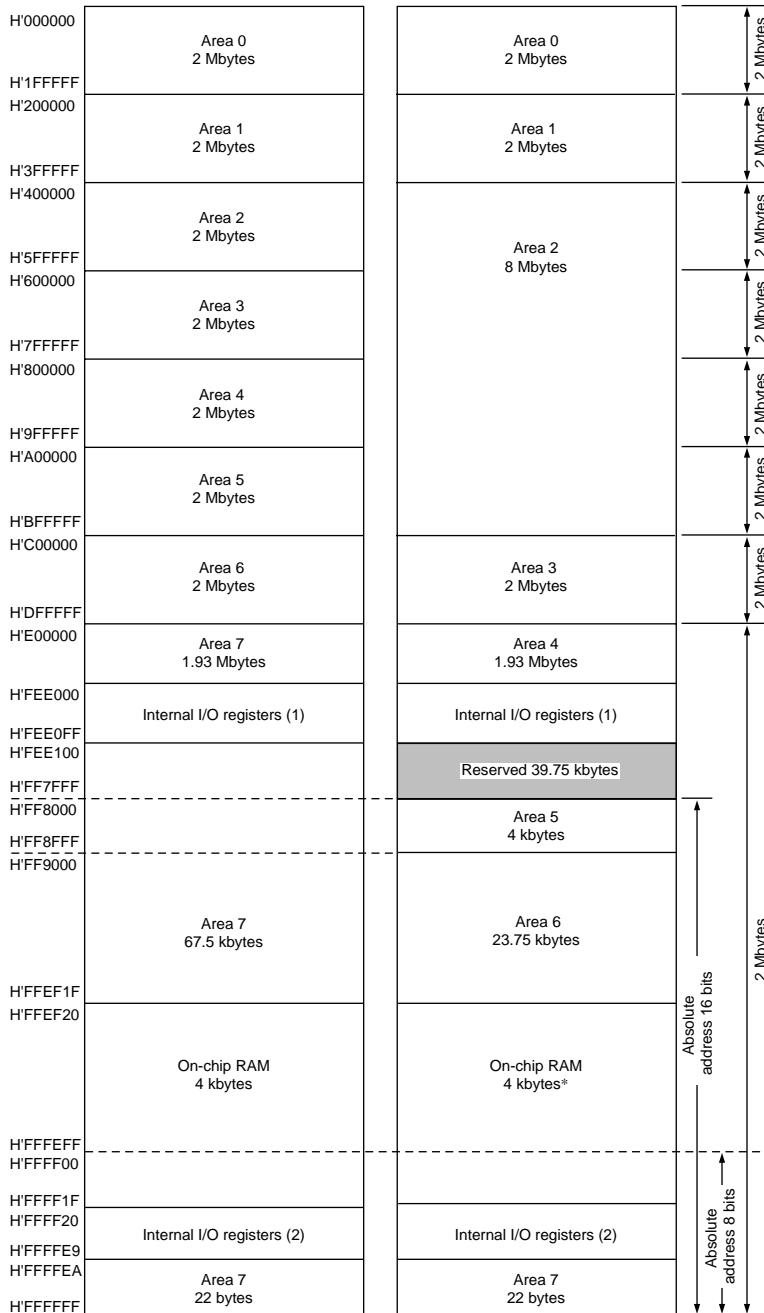 H'000000
H'1FFFFF
H'200000
H'3FFFFF
H'400000
H'5FFFFF
H'600000
H'7FFFFF
H'800000
H'9FFFFF
H'A00000
H'BFFFFF
H'C00000
H'DFFFFF
H'E00000
H'FEE000
H'FEE0FF
H'FEE100
H'FF7FFF
H'FF8000
H'FF8FFF
H'FF9000
H'FFEF1F
H'FFEF20
H'FFFEFF
H'FFFF00
H'FFFF1F
H'FFFF20
H'FFFFE9
H'FFFFEA
H'FFFFFF
Area 0
2 Mbytes
Area 1
2 Mbytes
Area 2
2 Mbytes
Area 3
2 Mbytes
Area 4
2 Mbytes
Area 5
2 Mbytes
Area 6
2 Mbytes
Area 7
1.93 Mbytes
Internal I/O registers (1)
Area 7
67.5 kbytes
On-chip RAM
4 kbytes
Internal I/O registers (2)
Area 7
22 bytes
Area 0
2 Mbytes
Area 1
2 Mbytes
Area 2
8 Mbytes
Area 3
2 Mbytes
Area 4
1.93 Mbytes
Internal I/O registers (1)
Reserved 39.75 kbytes
Area 5
4 kbytes
Area 6
23.75 kbytes
On-chip RAM
4 kbytes*
Internal I/O registers (2)
Area 7
22 bytes
2 Mbytes
2 Mbytes
2 Mbytes
2 Mbytes
2 Mbytes
2 Mbytes
2 Mbytes
2 Mbytes
Absolute
address 16 bits
Absolute
address 8 bits